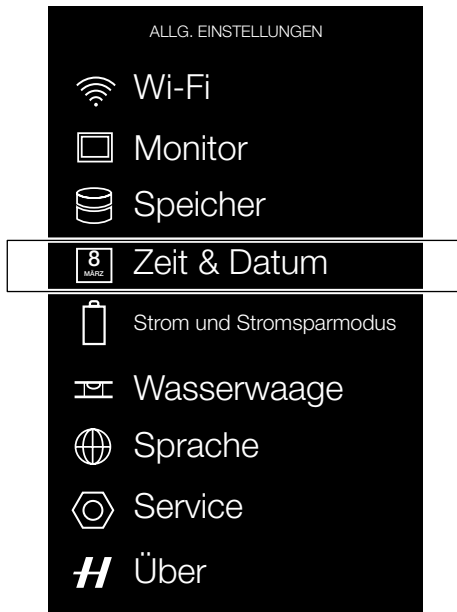 ALLG. EINSTELLUNGEN
Wi-Fi
Monitor
Speicher
8
MÄRZ
Zeit & Datum
Strom und Stromsparmodus
Wasserwaage
Sprache
Service
H Über